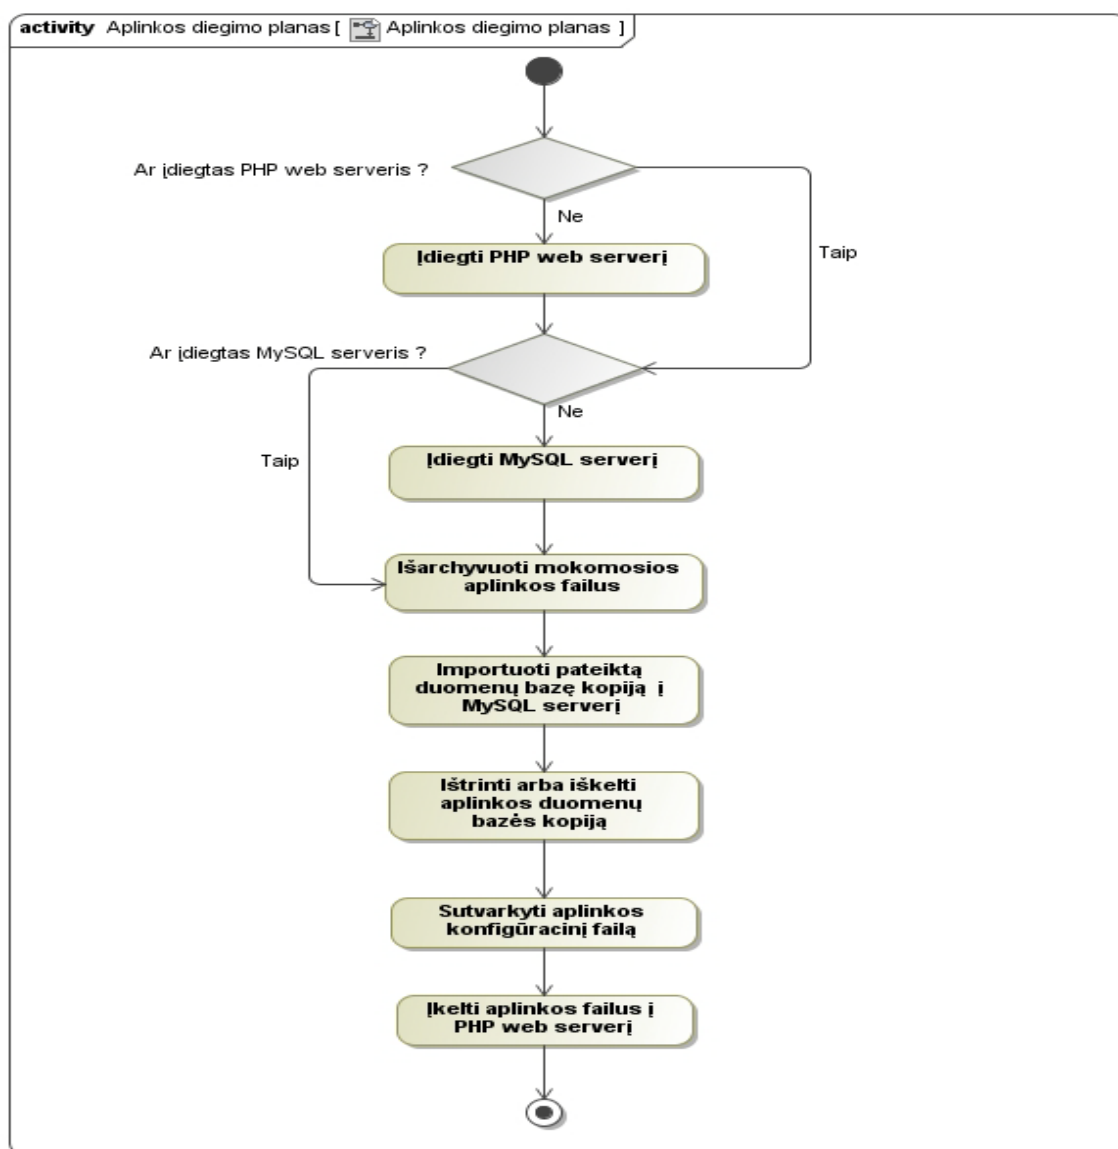 activity Aplinkos diegimo planas [ Aplinkos diegimo planas ]
Ar įdiegtas PHP web serveris ?
Ne
Įdiegti PHP web serverį
Taip
Ar įdiegtas MySQL serveris ?
Ne
Taip
Įdiegti MySQL serverį
Išarchyvuoti mokomosios
aplinkos failus
Importuoti pateiktą
duomenų bazę kopiją į
MySQL serverį
Ištrinti arba iškelti
aplinkos duomenų
bazės kopiją
Sutvarkyti aplinkos
konfigūracinį failą
Įkelti aplinkos failus į
PHP web serverį